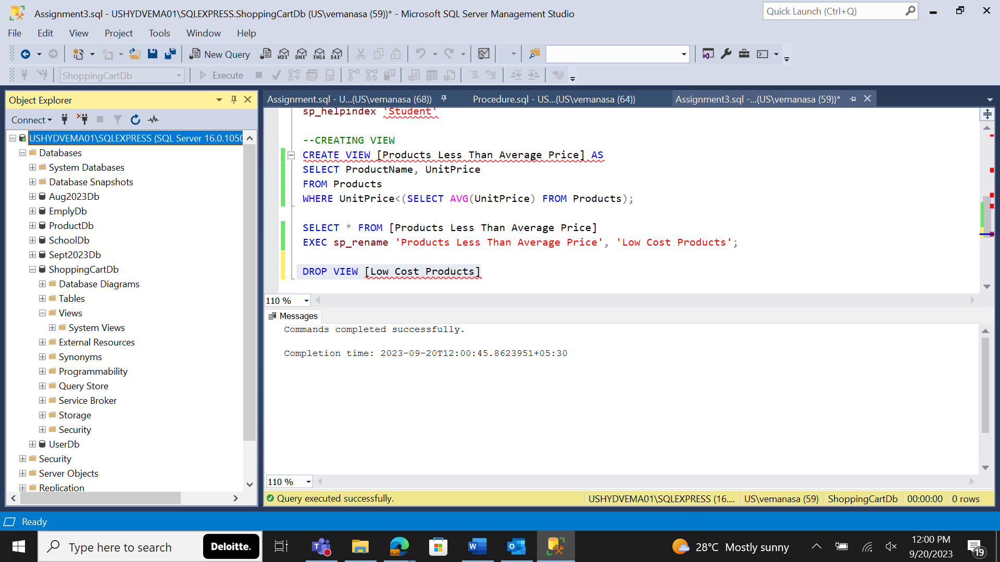 Assignment3.sql - USHYDVEMA01\SQLEXPRESS.ShoppingCartDb (US\vemanasa (59))* - Microsoft SQL Server Management Studio
Quick Launch (Ctrl+Q)
File Edit View Project Tools Window Help
New Query MDX DMX XMLA DAX
ShoppingCartDb Execute
Object Explorer
Assignment.sql - U...(US\vemanasa (68)) Procedure.sql - US...(US\vemanasa (64)) Assignment3.sql -...(US\vemanasa (59))*
Connect
USHYDVEMA01\SQLEXPRESS (SQL Server 16.0.1050
Databases
System Databases
Database Snapshots
Aug2023Db
EmplyDb
ProductDb
SchoolDb
Sept2023Db
ShoppingCartDb
Database Diagrams
Tables
Views
System Views
External Resources
Synonyms
Programmability
Query Store
Service Broker
Storage
Security
UserDb
Security
Server Objects
Replication
sp_helpindex 'Student'
--CREATING VIEW
CREATE VIEW [Products Less Than Average Price] AS
SELECT ProductName, UnitPrice
FROM Products
WHERE UnitPrice<(SELECT AVG(UnitPrice) FROM Products);
SELECT * FROM [Products Less Than Average Price]
EXEC sp_rename 'Products Less Than Average Price', 'Low Cost Products';
DROP VIEW [Low Cost Products]
110 %
Messages
Commands completed successfully.
Completion time: 2023-09-20T12:00:45.8623951+05:30
110 %
Query executed successfully. USHYDVEMA01\SQLEXPRESS (16.... US\vemanasa (59) ShoppingCartDb 00:00:00 0 rows
Ready
Type here to search Deloitte. 28°C Mostly sunny 12:00 PM
9/20/2023 19